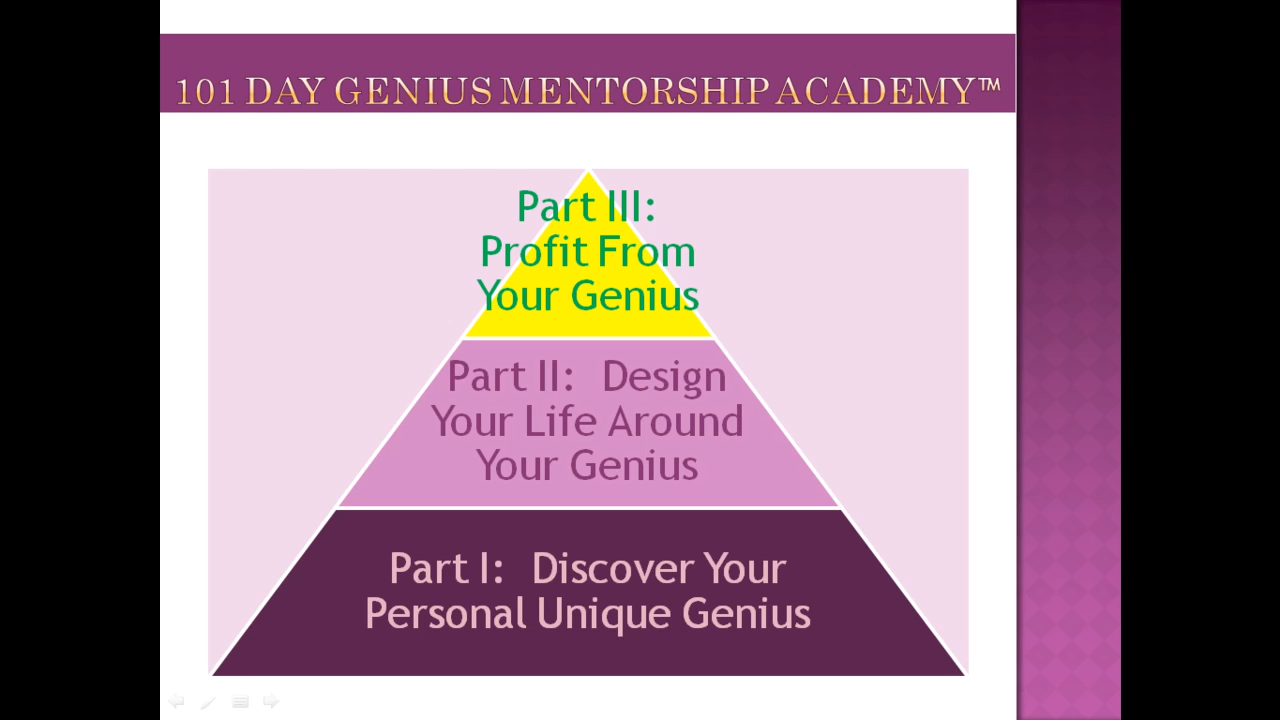 101 DAY GENIUS MENTORSHIP ACADEMY™
Part III:
Profit From
Your Genius
Part II: Design
Your Life Around
Your Genius
Part I: Discover Your
Personal Unique Genius